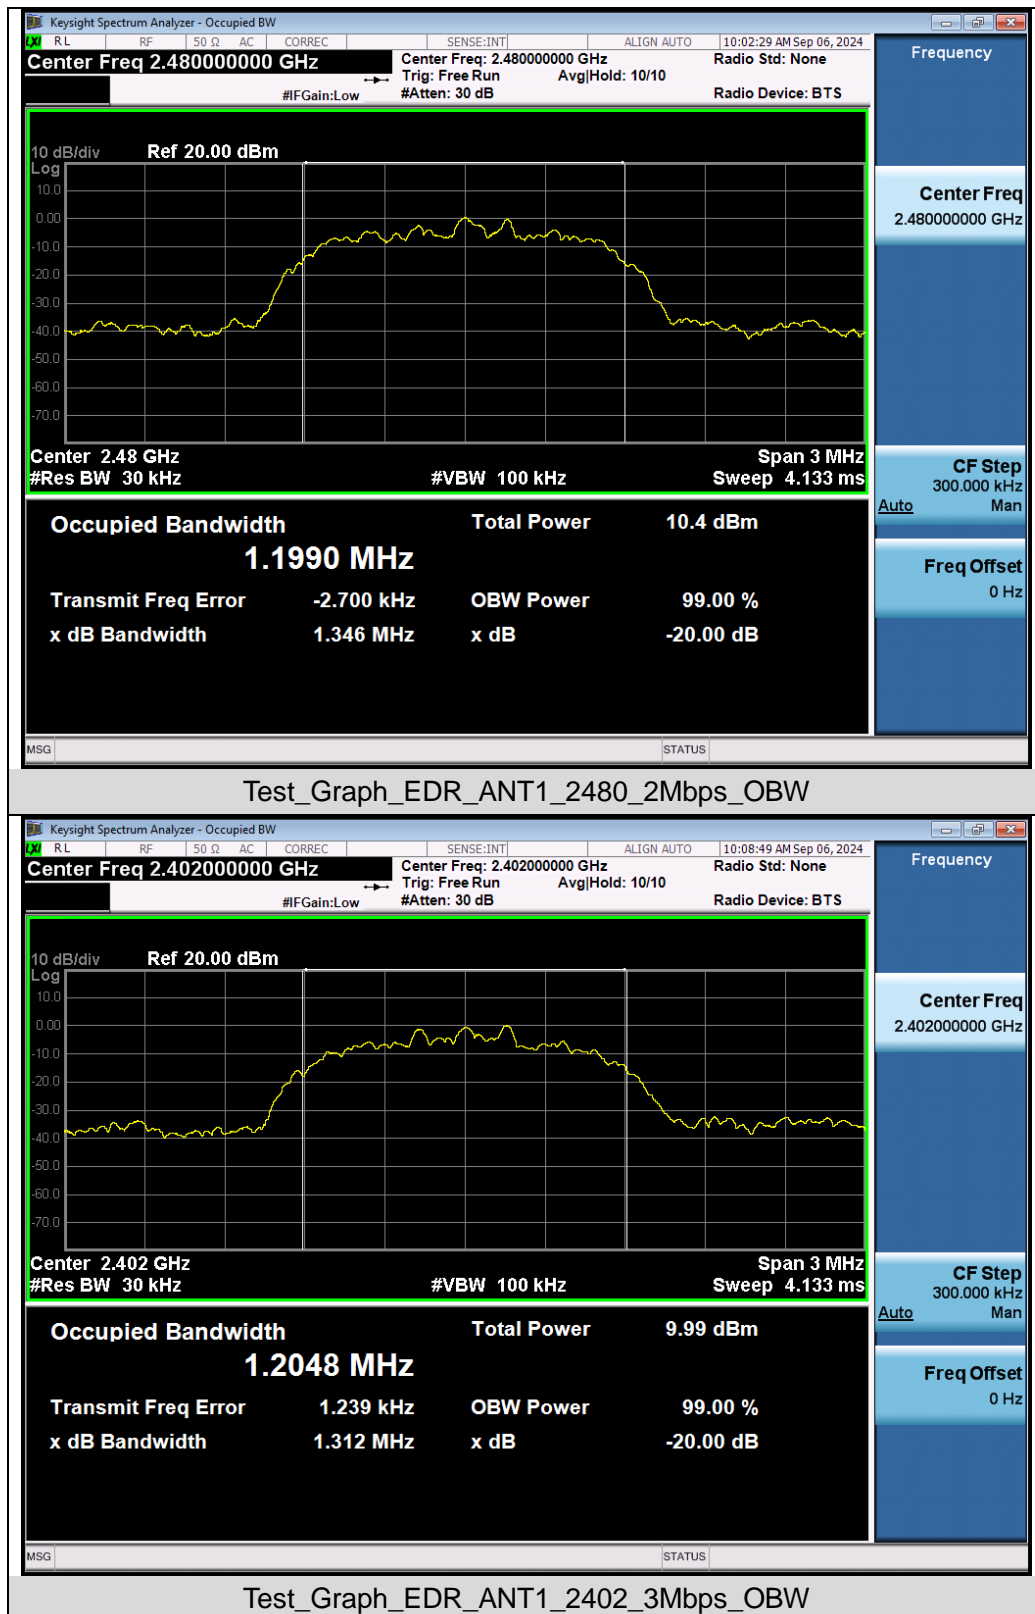 Keysight Spectrum Analyzer - Occupied BW
LXI RL RF 50 Ω AC CORREC SENSE:INT ALIGN AUTO 10:02:29 AM Sep 06, 2024
Center Freq 2.480000000 GHz
Center Freq: 2.480000000 GHz
Radio Std: None
Trig: Free Run Avg|Hold: 10/10
#IFGain:Low
#Atten: 30 dB
Radio Device: BTS
Frequency
10 dB/div Ref 20.00 dBm
Log
10.0
0.00
-10.0
-20.0
-30.0
-40.0
-50.0
-60.0
-70.0
Center Freq
2.480000000 GHz
Center 2.48 GHz
Span 3 MHz
#Res BW 30 kHz
#VBW 100 kHz
Sweep 4.133 ms
CF Step
300.000 kHz
Auto Man
Freq Offset
0 Hz
Occupied Bandwidth
Total Power 10.4 dBm
1.1990 MHz
Transmit Freq Error -2.700 kHz OBW Power 99.00 %
x dB Bandwidth 1.346 MHz x dB -20.00 dB
MSG STATUS
Test_Graph_EDR_ANT1_2480_2Mbps_OBW
Keysight Spectrum Analyzer - Occupied BW
LXI RL RF 50 Ω AC CORREC SENSE:INT ALIGN AUTO 10:08:49 AM Sep 06, 2024
Center Freq 2.402000000 GHz
Center Freq: 2.402000000 GHz
Radio Std: None
Trig: Free Run Avg|Hold: 10/10
#IFGain:Low
#Atten: 30 dB
Radio Device: BTS
Frequency
10 dB/div Ref 20.00 dBm
Log
10.0
0.00
-10.0
-20.0
-30.0
-40.0
-50.0
-60.0
-70.0
Center Freq
2.402000000 GHz
Center 2.402 GHz
Span 3 MHz
#Res BW 30 kHz
#VBW 100 kHz
Sweep 4.133 ms
CF Step
300.000 kHz
Auto Man
Freq Offset
0 Hz
Occupied Bandwidth
Total Power 9.99 dBm
1.2048 MHz
Transmit Freq Error 1.239 kHz OBW Power 99.00 %
x dB Bandwidth 1.312 MHz x dB -20.00 dB
MSG STATUS
Test_Graph_EDR_ANT1_2402_3Mbps_OBW